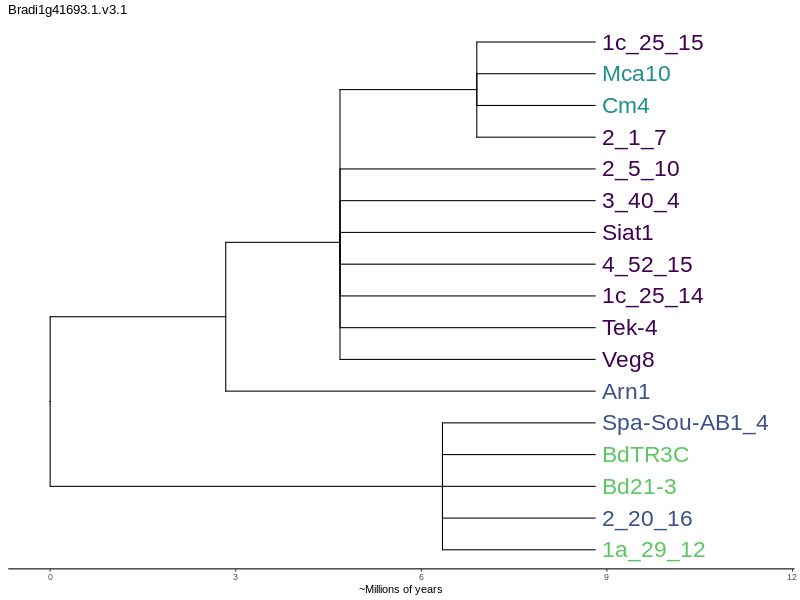 Bradi1g41693.1.v3.1
1c_25_15
Mca10
Cm4
2_1_7
2_5_10
3_40_4
Siat1
4_52_15
1c_25_14
Tek-4
Veg8
Arn1
Spa-Sou-AB1_4
BdTR3C
Bd21-3
2_20_16
1a_29_12
0 3 6 9 12
~Millions of years